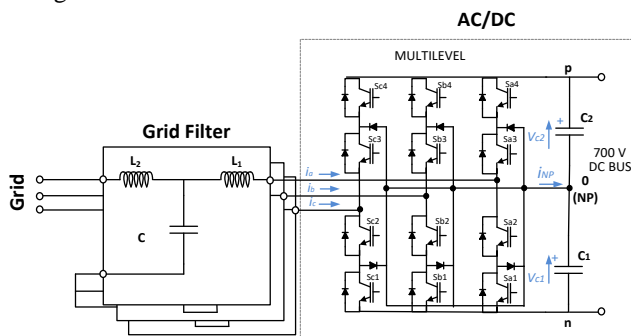 AC/DC
MULTILEVEL
p
Sc4
Sb4
Sa4
Grid Filter
C2
Vc2
+
L2
L1
Sc3
Sb3
Sa3
700 V
DC BUS
Grid
ia
ib
ic
iNP
0
(NP)
C
Sc2
Sb2
Sa2
C1
Vc1
+
Sc1
Sb1
Sa1
n